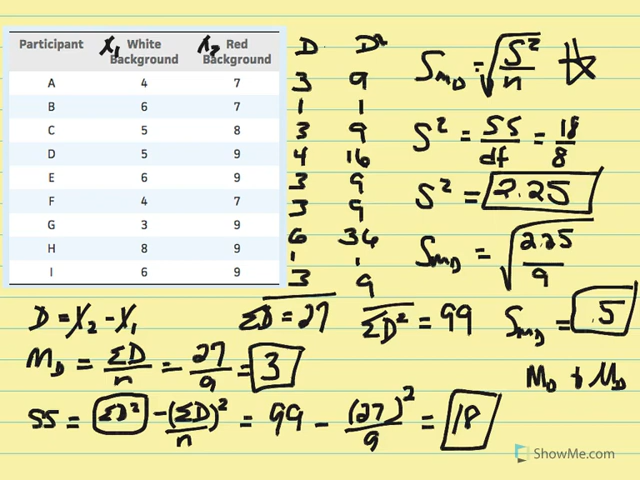 Participant X₁ White Background X₂ Red Background D D²
A 4 7 3 9
B 6 7 1 1
C 5 8 3 9
D 5 9 4 16
E 6 9 3 9
F 4 7 3 9
G 3 9 6 36
H 8 9 1 1
I 6 9 3 9
ΣD = 27 ΣD² = 99
S_MD = √(S²/n)
S² = SS/df = 18/8
S² = 2.25
S_MD = √(2.25/9)
S_MD = .5
D = X₂ - X₁
M_D = ΣD/n = 27/9 = 3
M_D + μ_D
SS = ΣD² - (ΣD)²/n = 99 - (27)²/9 = 18
ShowMe.com